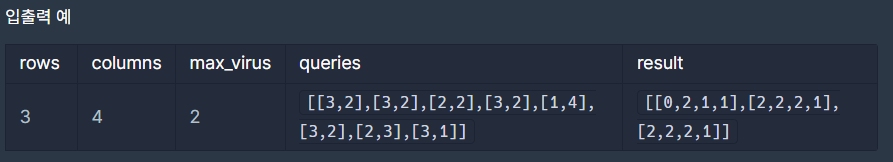 입출력 예
rows columns max_virus queries result
3 4 2 [[3,2],[3,2],[2,2],[3,2],[1,4], [[0,2,1,1],[2,2,2,1],
[3,2],[2,3],[3,1]] [2,2,2,1]]